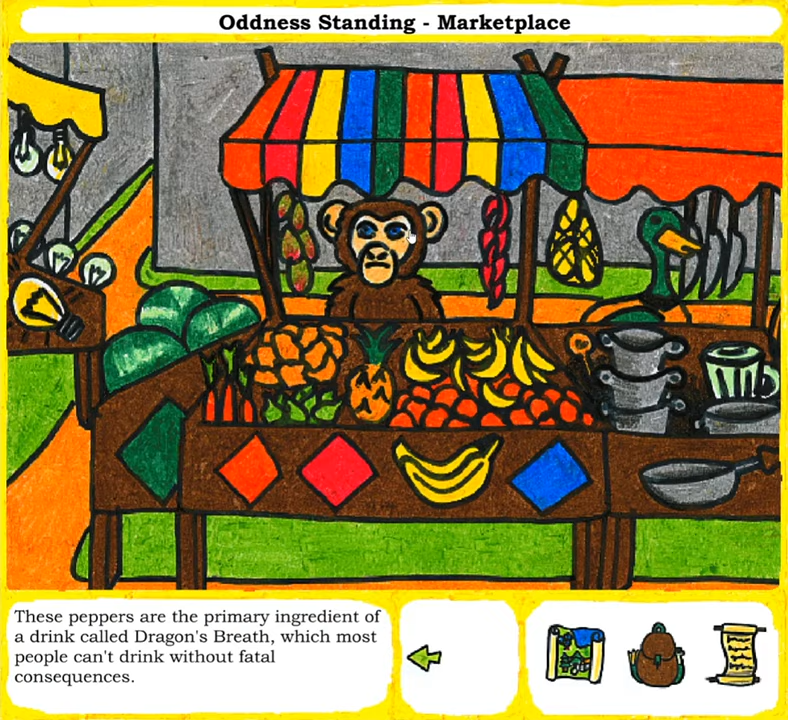 Oddness Standing - Marketplace
These peppers are the primary ingredient of
a drink called Dragon's Breath, which most
people can't drink without fatal
consequences.